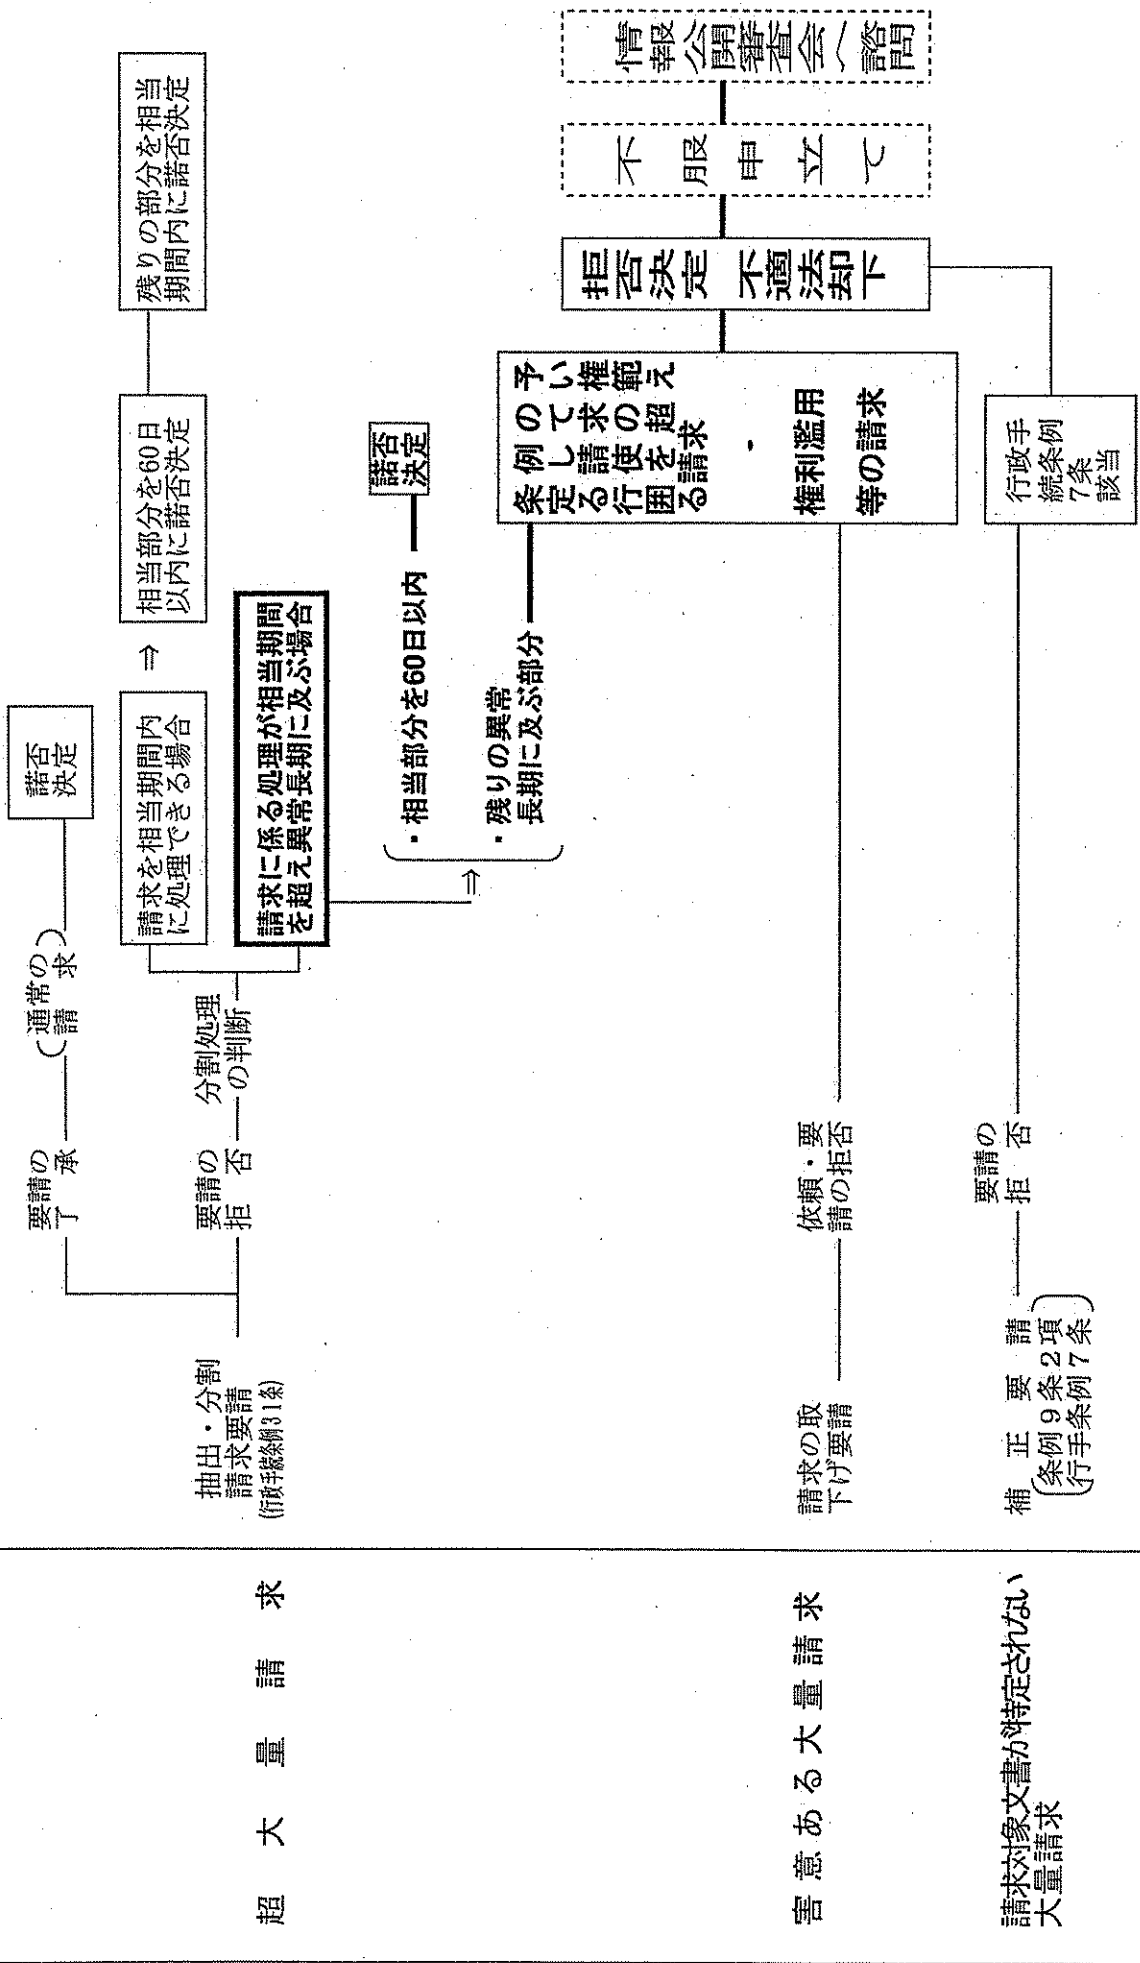 超大量請求
抽出・分割
請求要請
(行政手続条例31条)
要請の
了承
(通常の
請求)
諾否
決定
要請の
拒否
分割処理
の判断
請求を相当期間内
に処理できる場合
⇒
相当部分を60日
以内に諾否決定
残りの部分を相当
期間内に諾否決定
請求に係る処理が相当期間
を超え異常長期に及ぶ場合
⇒
・相当部分を60日以内
諾否
決定
・残りの異常
長期に及ぶ部分
条例の予
定してい
る請求権
行使の範
囲を超え
る請求
・
権利濫用
等の請求
拒否決定
不適法却下
不服申立て
情報公開審査会へ諮問
害意ある大量請求
請求の取
下げ要請
依頼・要
請の拒否
請求対象文書が特定されない
大量請求
補正要請
(条例9条2項
行手条例7条)
要請の
拒否
行政手
続条例
7条
該当